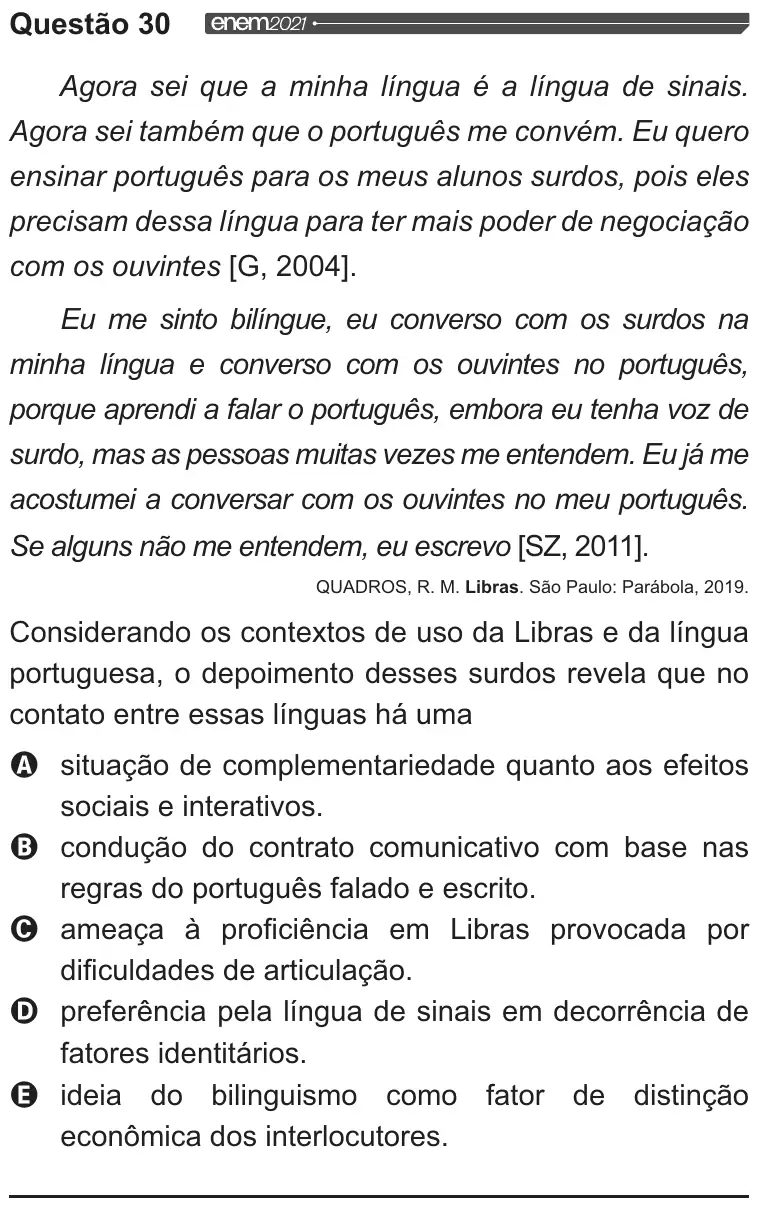 Questão 30 enem2021
Agora sei que a minha língua é a língua de sinais.
Agora sei também que o português me convém. Eu quero
ensinar português para os meus alunos surdos, pois eles
precisam dessa língua para ter mais poder de negociação
com os ouvintes [G, 2004].
Eu me sinto bilíngue, eu converso com os surdos na
minha língua e converso com os ouvintes no português,
porque aprendi a falar o português, embora eu tenha voz de
surdo, mas as pessoas muitas vezes me entendem. Eu já me
acostumei a conversar com os ouvintes no meu português.
Se alguns não me entendem, eu escrevo [SZ, 2011].
QUADROS, R. M. Libras. São Paulo: Parábola, 2019.
Considerando os contextos de uso da Libras e da língua
portuguesa, o depoimento desses surdos revela que no
contato entre essas línguas há uma
A situação de complementariedade quanto aos efeitos
sociais e interativos.
B condução do contrato comunicativo com base nas
regras do português falado e escrito.
C ameaça à proficiência em Libras provocada por
dificuldades de articulação.
D preferência pela língua de sinais em decorrência de
fatores identitários.
E ideia do bilinguismo como fator de distinção
econômica dos interlocutores.